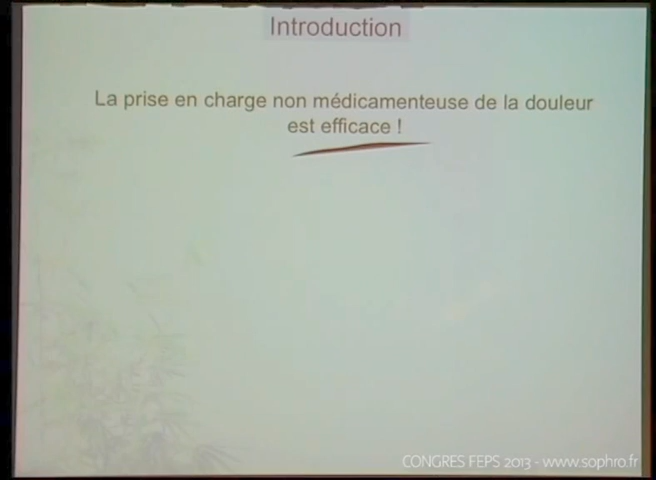 Introduction
La prise en charge non médicamenteuse de la douleur
est efficace !
CONGRES FEPS 2013 - www.sophro.fr